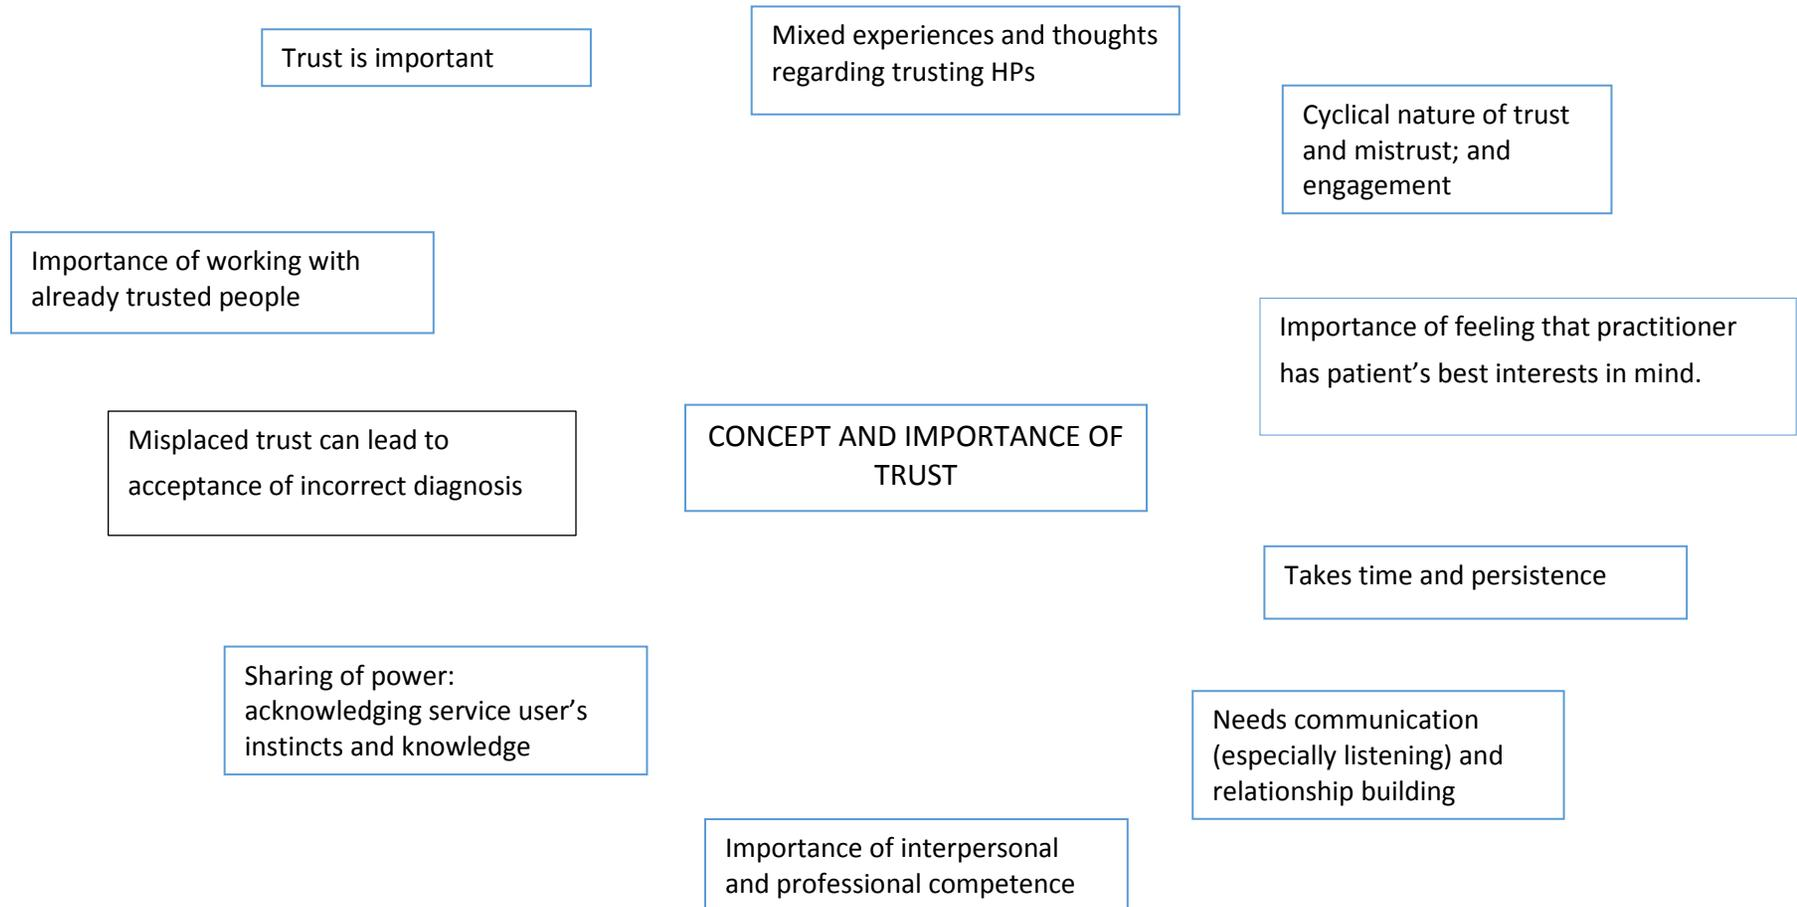 Trust is important
Mixed experiences and thoughts
regarding trusting HPs
Cyclical nature of trust
and mistrust; and
engagement
Importance of working with
already trusted people
Importance of feeling that practitioner
has patient’s best interests in mind.
Misplaced trust can lead to
acceptance of incorrect diagnosis
CONCEPT AND IMPORTANCE OF
TRUST
Takes time and persistence
Sharing of power:
acknowledging service user’s
instincts and knowledge
Needs communication
(especially listening) and
relationship building
Importance of interpersonal
and professional competence